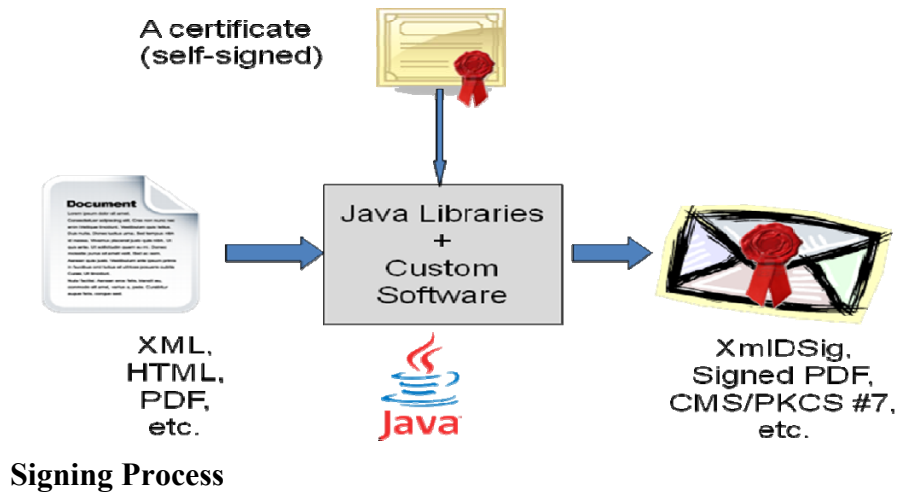 A certificate
(self-signed)
Document
Java Libraries
+
Custom
Software
XML,
HTML,
PDF,
etc.
Java
XmlDSig,
Signed PDF,
CMS/PKCS #7,
etc.
Signing Process